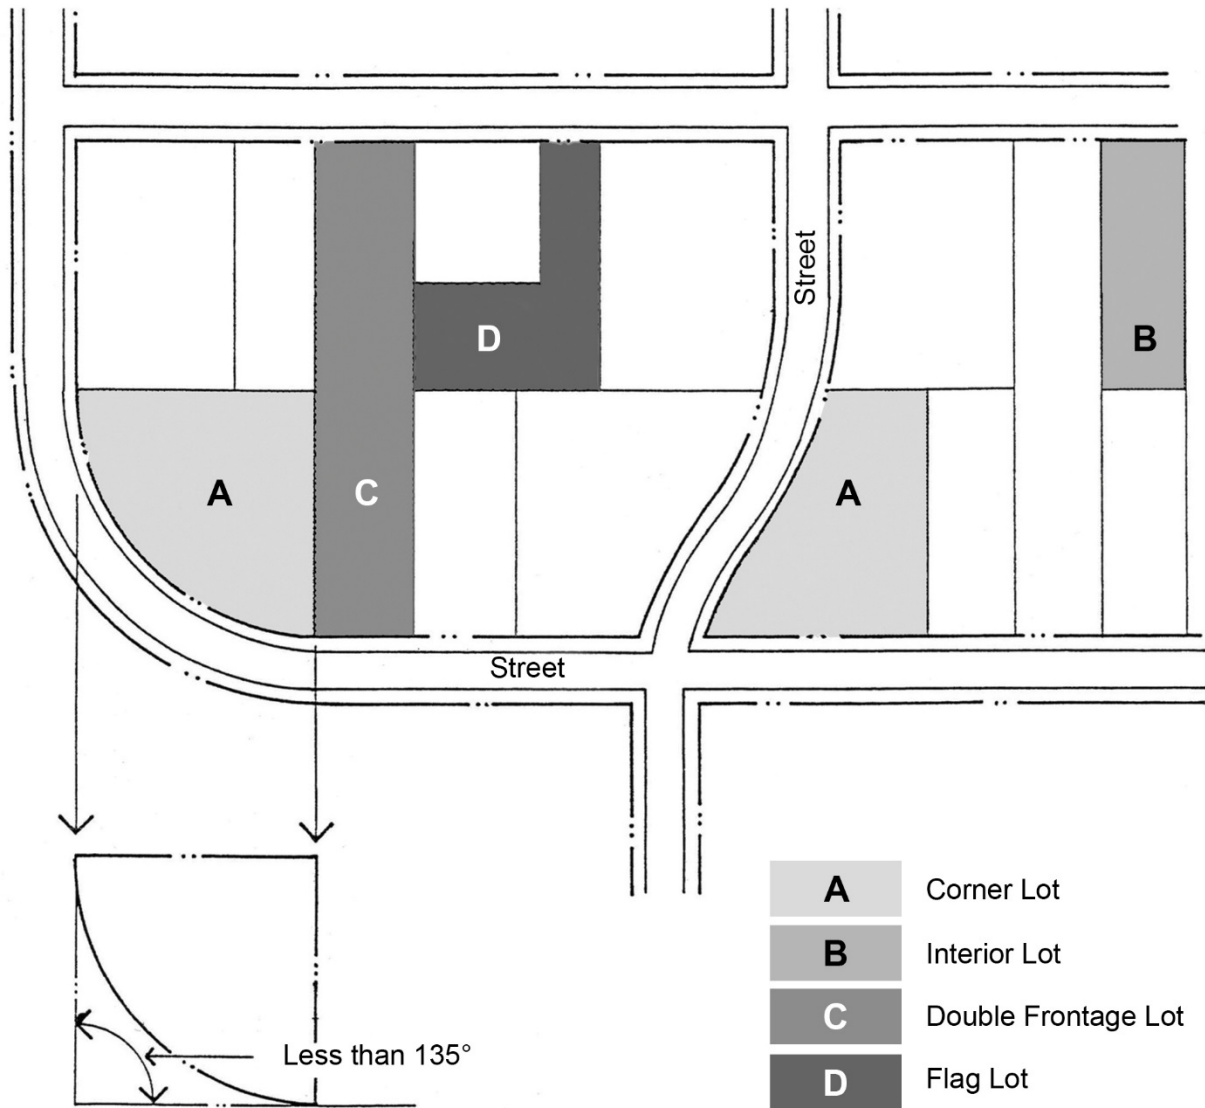 Street
B
D
A
C
A
Street
A Corner Lot
B Interior Lot
C Double Frontage Lot
Less than 135°
D Flag Lot